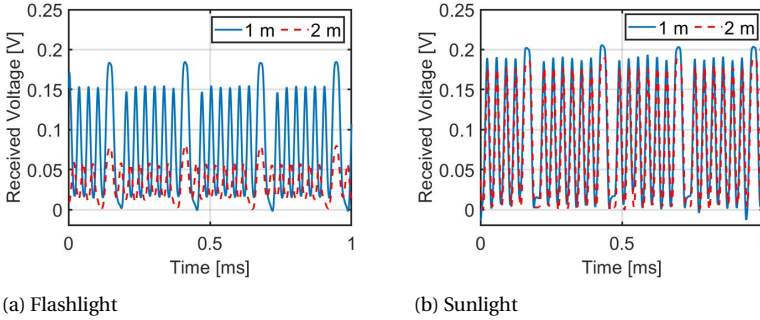 0.25
0.2
0.15
0.1
0.05
0
Received Voltage [V]
1 m 2 m
0 0.5 1
Time [ms]
(a) Flashlight
0.25
0.2
0.15
0.1
0.05
0
Received Voltage [V]
1 m 2 m
0 0.5
Time [ms]
(b) Sunlight